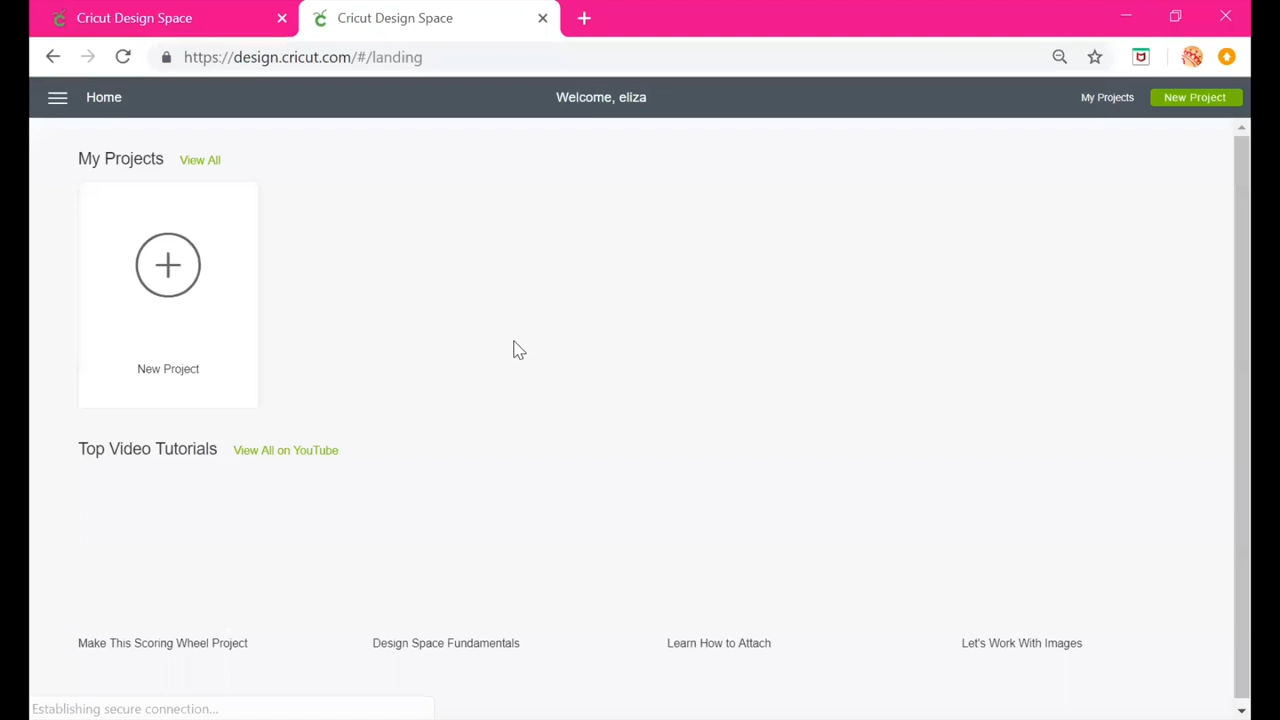 Cricut Design Space
Cricut Design Space
https://design.cricut.com/#/landing
Home
Welcome, eliza
My Projects
New Project
My Projects
View All
New Project
Top Video Tutorials
View All on YouTube
Make This Scoring Wheel Project
Design Space Fundamentals
Learn How to Attach
Let's Work With Images
Establishing secure connection...